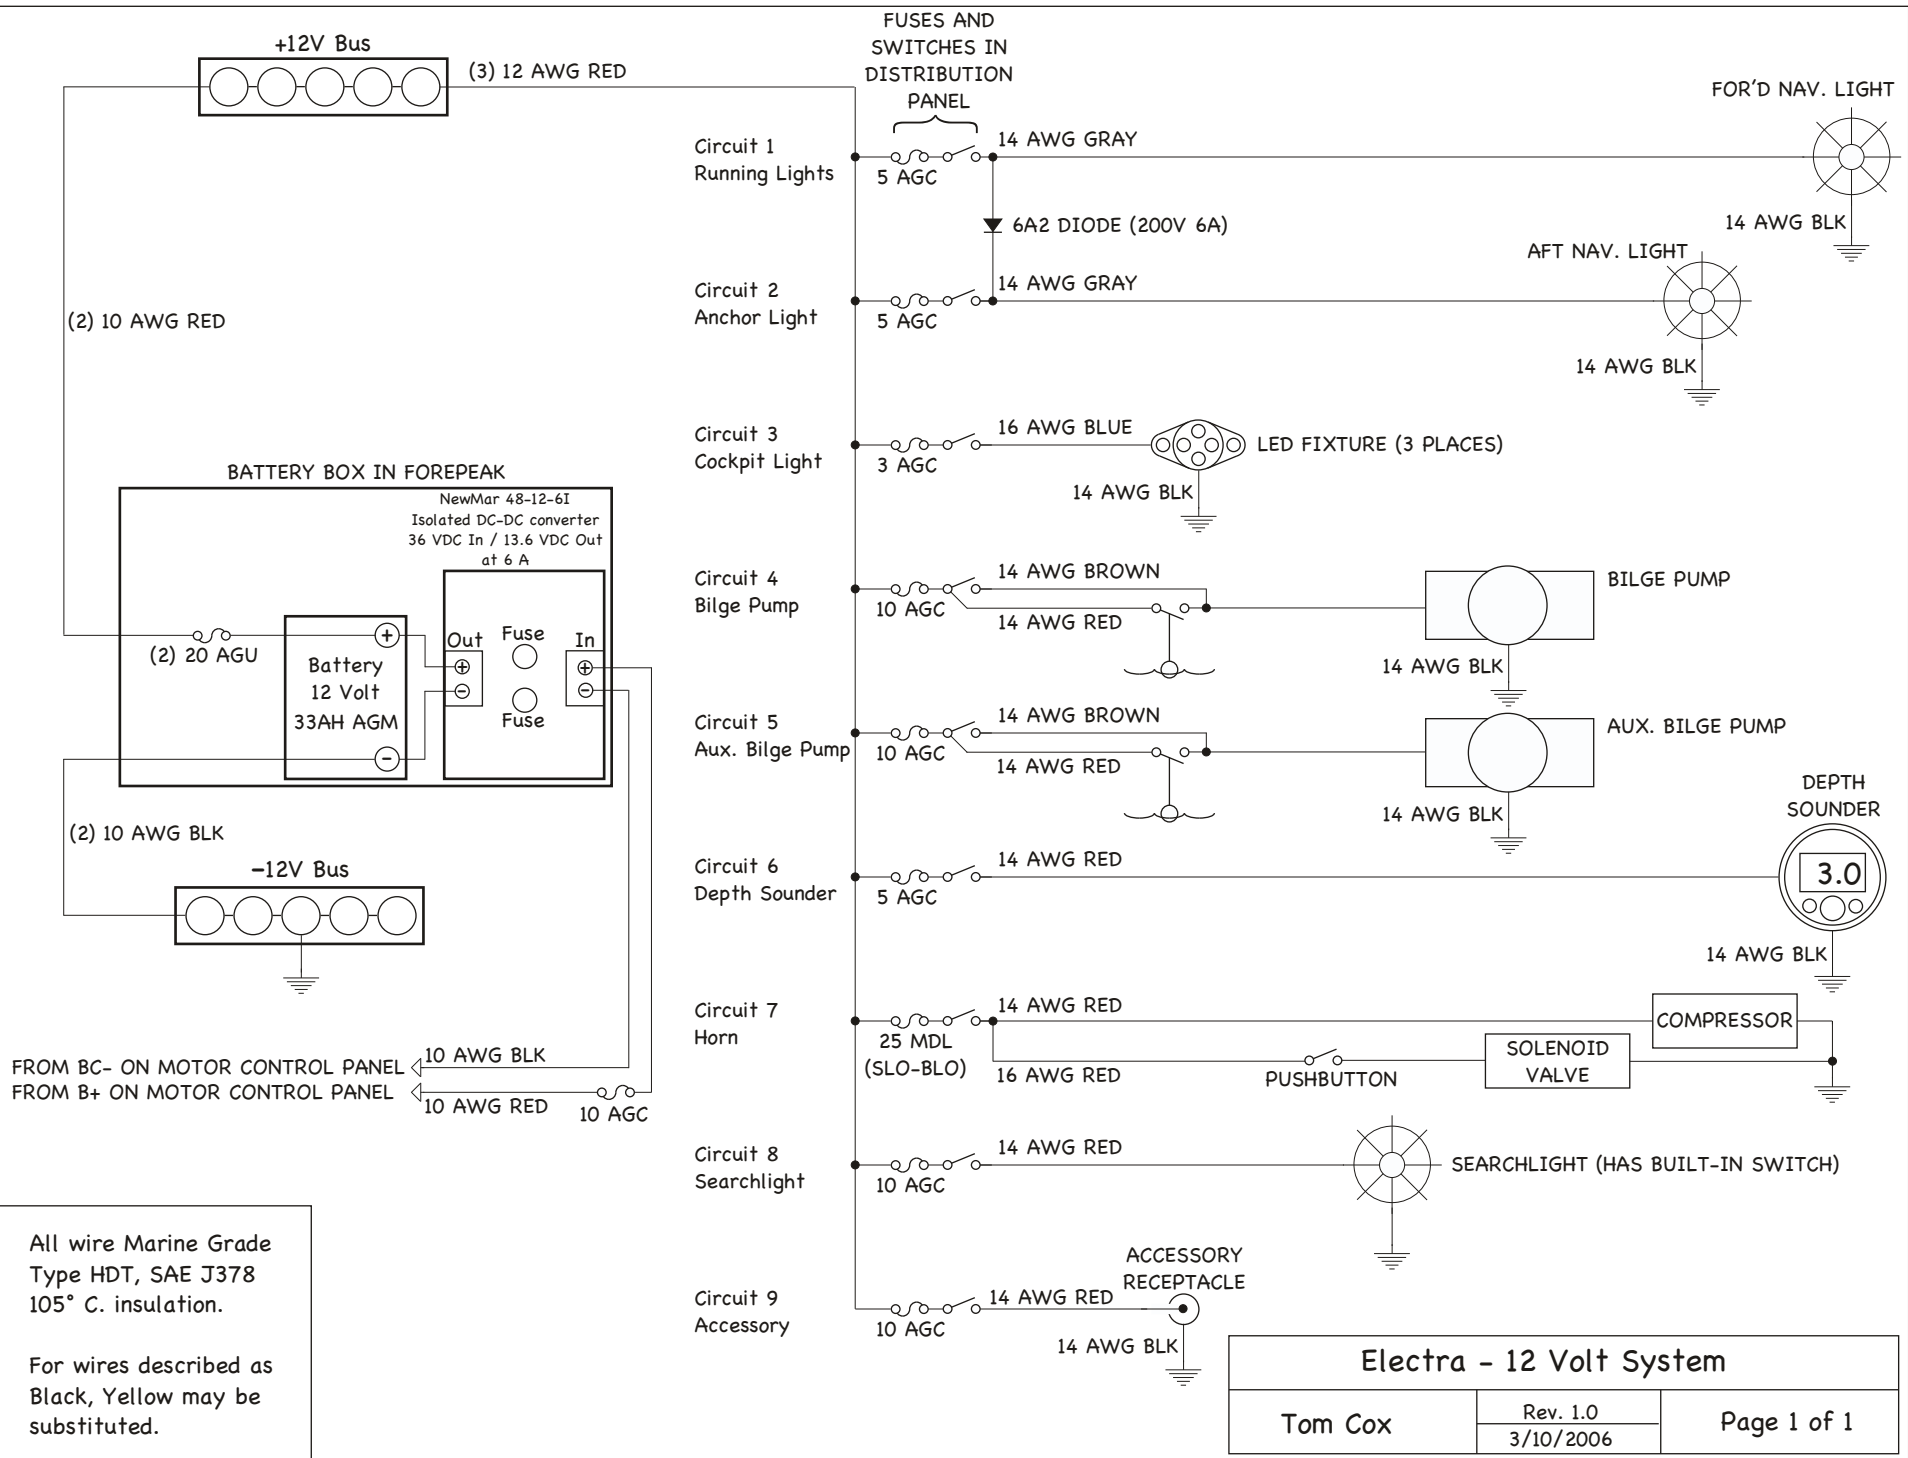 +12V Bus
(3) 12 AWG RED
FUSES AND
SWITCHES IN
DISTRIBUTION
PANEL
FOR'D NAV. LIGHT
Circuit 1
Running Lights
5 AGC
14 AWG GRAY
14 AWG BLK
6A2 DIODE (200V 6A)
AFT NAV. LIGHT
Circuit 2
Anchor Light
5 AGC
14 AWG GRAY
14 AWG BLK
(2) 10 AWG RED
Circuit 3
Cockpit Light
3 AGC
16 AWG BLUE
LED FIXTURE (3 PLACES)
14 AWG BLK
BATTERY BOX IN FOREPEAK
NewMar 48-12-6I
Isolated DC-DC converter
36 VDC In / 13.6 VDC Out
at 6 A
(2) 20 AGU
+
Battery
12 Volt
33AH AGM
−
Out
+
−
Fuse
Fuse
In
+
−
(2) 10 AWG BLK
−12V Bus
Circuit 4
Bilge Pump
10 AGC
14 AWG BROWN
14 AWG RED
BILGE PUMP
14 AWG BLK
Circuit 5
Aux. Bilge Pump
10 AGC
14 AWG BROWN
14 AWG RED
AUX. BILGE PUMP
14 AWG BLK
DEPTH
SOUNDER
3.0
Circuit 6
Depth Sounder
5 AGC
14 AWG RED
14 AWG BLK
Circuit 7
Horn
25 MDL
(SLO-BLO)
14 AWG RED
COMPRESSOR
16 AWG RED
PUSHBUTTON
SOLENOID
VALVE
FROM BC- ON MOTOR CONTROL PANEL
10 AWG BLK
FROM B+ ON MOTOR CONTROL PANEL
10 AWG RED
10 AGC
Circuit 8
Searchlight
10 AGC
14 AWG RED
SEARCHLIGHT (HAS BUILT-IN SWITCH)
Circuit 9
Accessory
10 AGC
14 AWG RED
ACCESSORY
RECEPTACLE
14 AWG BLK
All wire Marine Grade
Type HDT, SAE J378
105° C. insulation.
For wires described as
Black, Yellow may be
substituted.
Electra - 12 Volt System
Tom Cox
Rev. 1.0
3/10/2006
Page 1 of 1